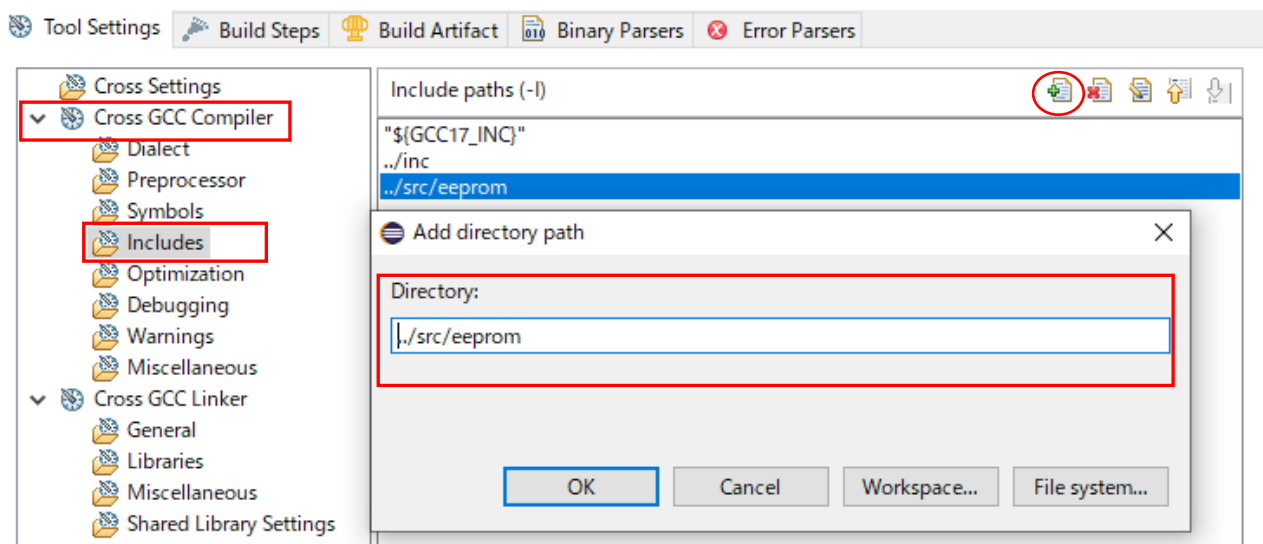 Tool Settings Build Steps Build Artifact 010 Binary Parsers Error Parsers
Cross Settings
Cross GCC Compiler
Dialect
Preprocessor
Symbols
Includes
Optimization
Debugging
Warnings
Miscellaneous
Cross GCC Linker
General
Libraries
Miscellaneous
Shared Library Settings
Include paths (-I)
"${GCC17_INC}"
../inc
../src/eeprom
Add directory path
Directory:
../src/eeprom
OK Cancel Workspace... File system...